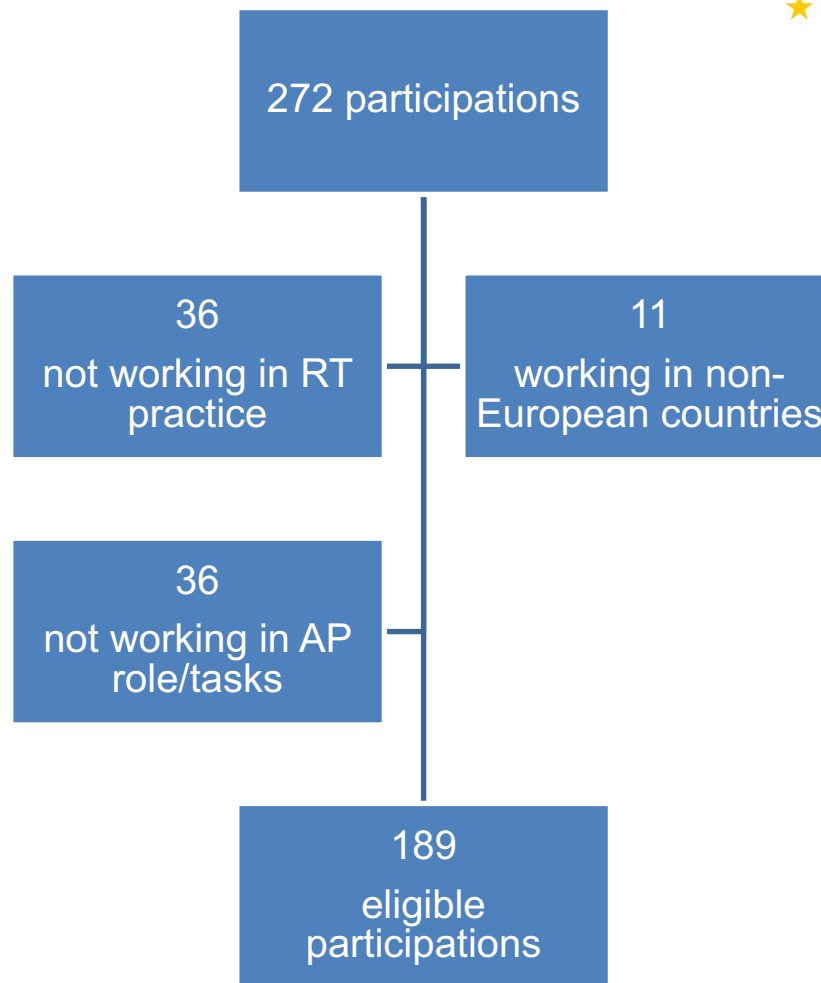 272 participations
36
not working in RT
practice
11
working in non-
European countries
36
not working in AP
role/tasks
189
eligible
participations